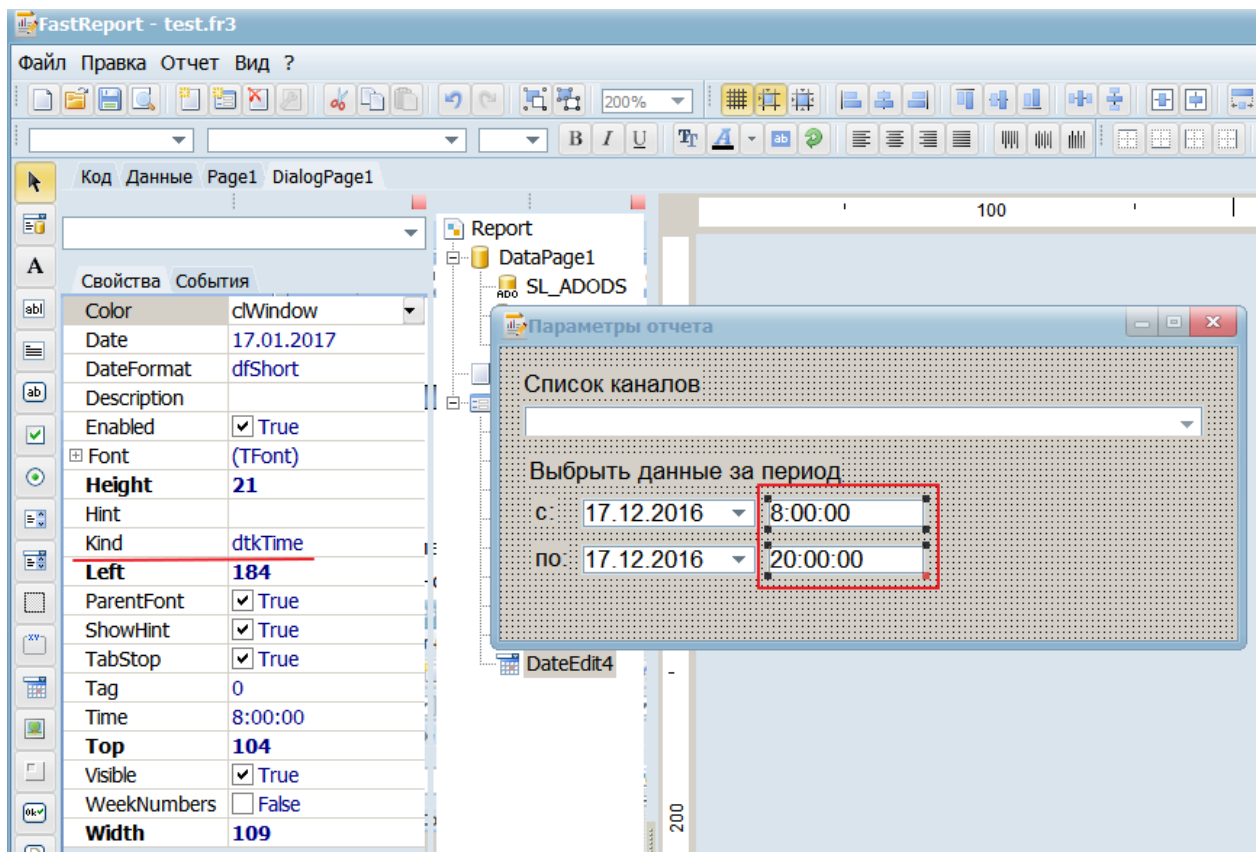 FastReport - test.fr3
Файл Правка Отчет Вид ?
200%
B I U
Код Данные Page1 DialogPage1
100
Report
DataPage1
Свойства События
ADO SL_ADODS
Color clWindow
Параметры отчета
Date 17.01.2017
DateFormat dfShort
Список каналов
Description
Enabled True
Font (TFont)
Выбрыть данные за период
Height 21
Hint
с: 17.12.2016 8:00:00
Kind dtkTime
по: 17.12.2016 20:00:00
Left 184
ParentFont True
ShowHint True
TabStop True
DateEdit4
Tag 0
Time 8:00:00
Top 104
Visible True
WeekNumbers False
200
Width 109